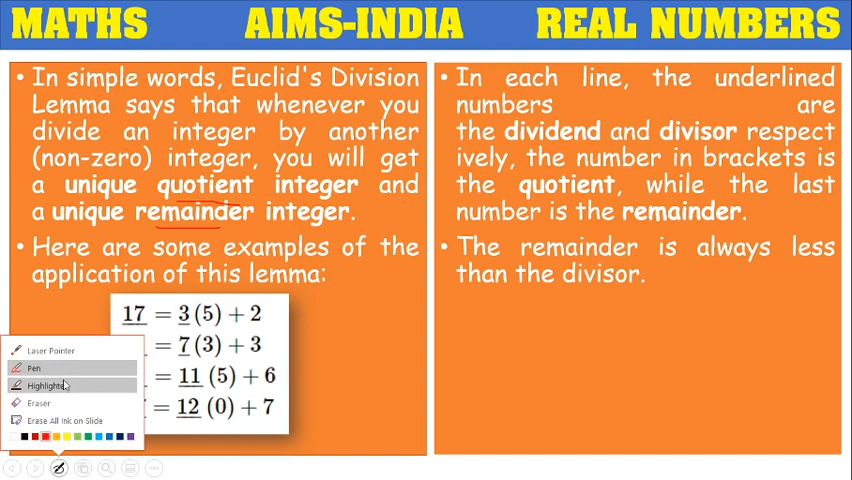 MATHS AIMS-INDIA REAL NUMBERS
• In simple words, Euclid's Division
Lemma says that whenever you
divide an integer by another
(non-zero) integer, you will get
a unique quotient integer and
a unique remainder integer.
• Here are some examples of the
application of this lemma:
17 = 3 (5) + 2
= 7 (3) + 3
= 11 (5) + 6
= 12 (0) + 7
• In each line, the underlined
numbers are
the dividend and divisor respect
ively, the number in brackets is
the quotient, while the last
number is the remainder.
• The remainder is always less
than the divisor.
Laser Pointer
Pen
Highlighter
Eraser
Erase All Ink on Slide